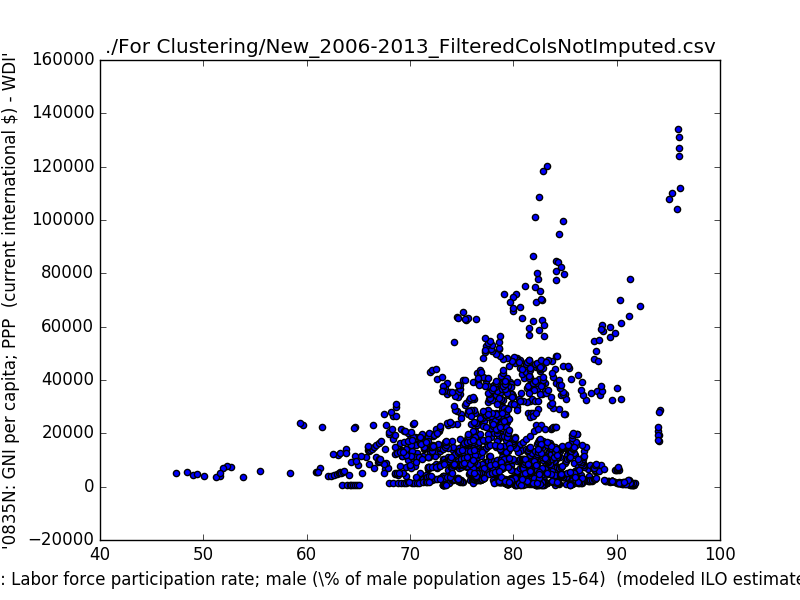 ./For Clustering/New_2006-2013_FilteredColsNotImputed.csv
'0835N: GNI per capita; PPP  (current international $) - WDI'
160000
140000
120000
100000
80000
60000
40000
20000
0
−20000
40 50 60 70 80 90 100
: Labor force participation rate; male (\% of male population ages 15-64)  (modeled ILO estimate